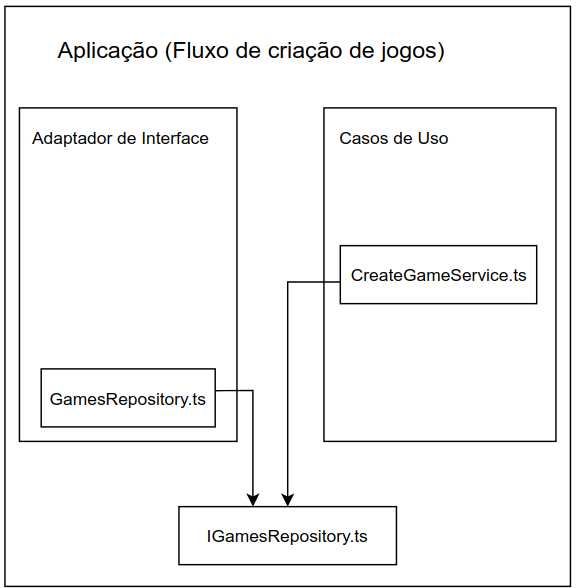 Aplicação (Fluxo de criação de jogos)
Adaptador de Interface
Casos de Uso
CreateGameService.ts
GamesRepository.ts
IGamesRepository.ts